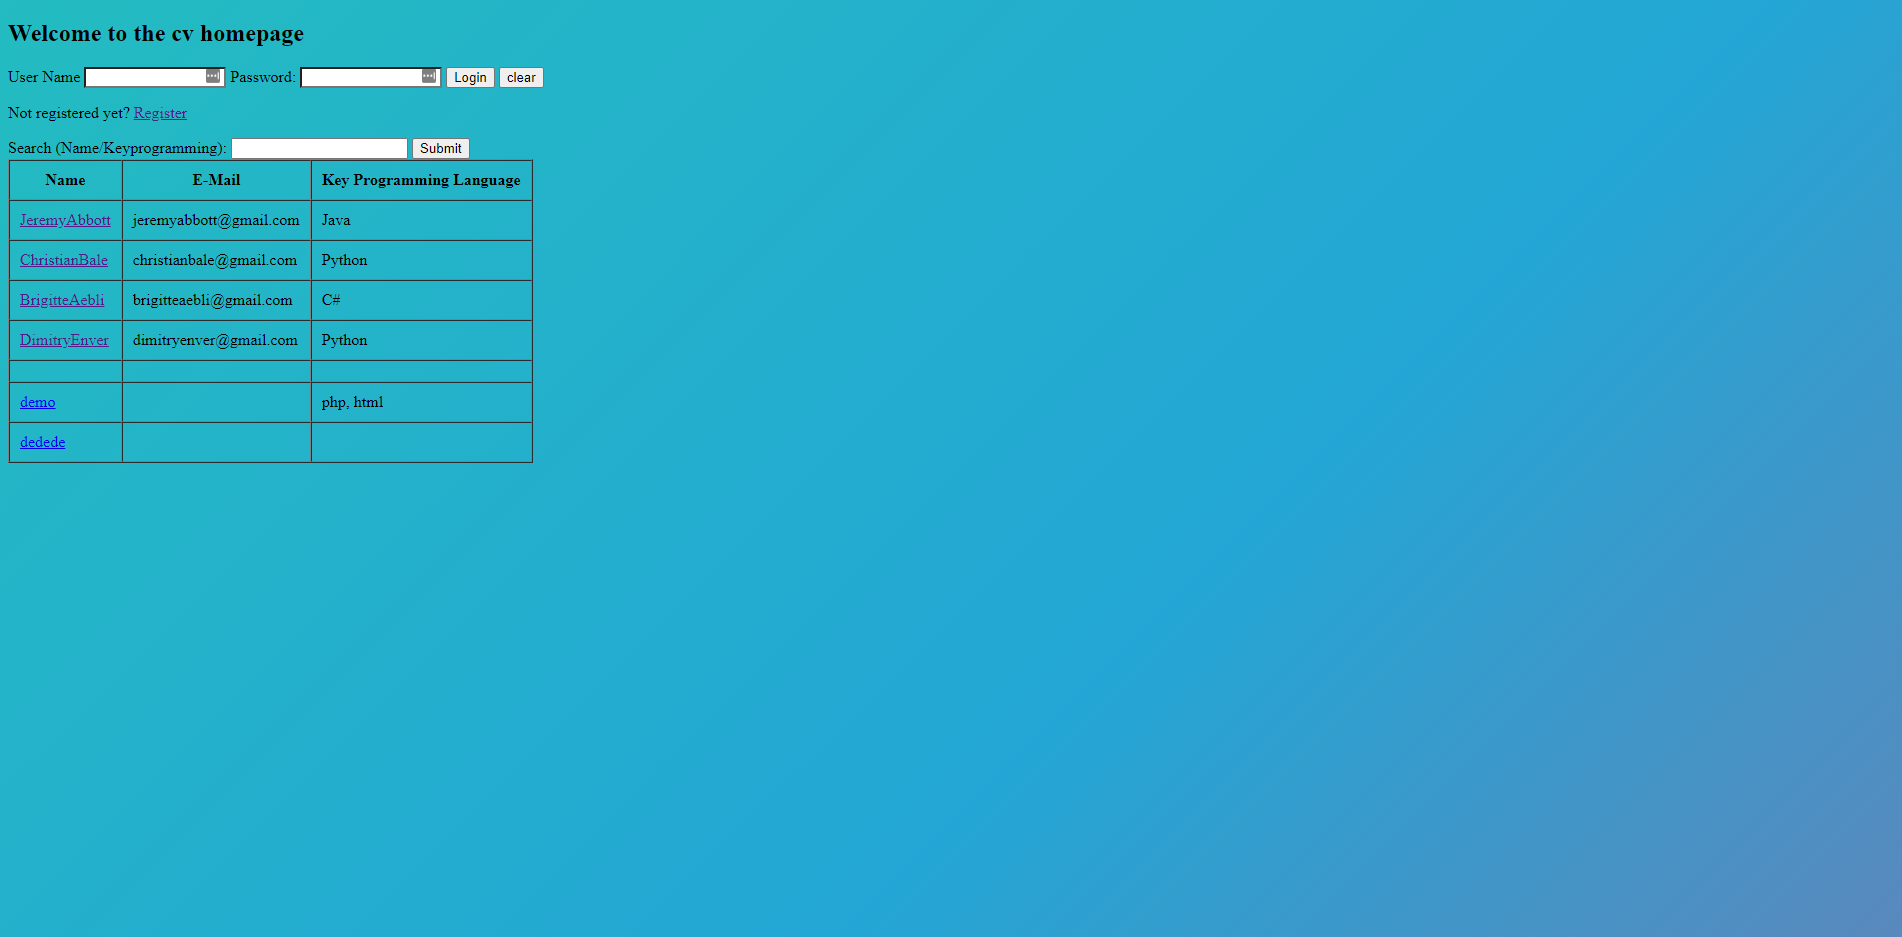 Welcome to the cv homepage
User Name Password: Login clear
Not registered yet? Register
Search (Name/Keyprogramming): Submit
Name E-Mail Key Programming Language
JeremyAbbott jeremyabbott@gmail.com Java
ChristianBale christianbale@gmail.com Python
BrigitteAebli brigitteaebli@gmail.com C#
DimitryEnver dimitryenver@gmail.com Python
demo php, html
dedede